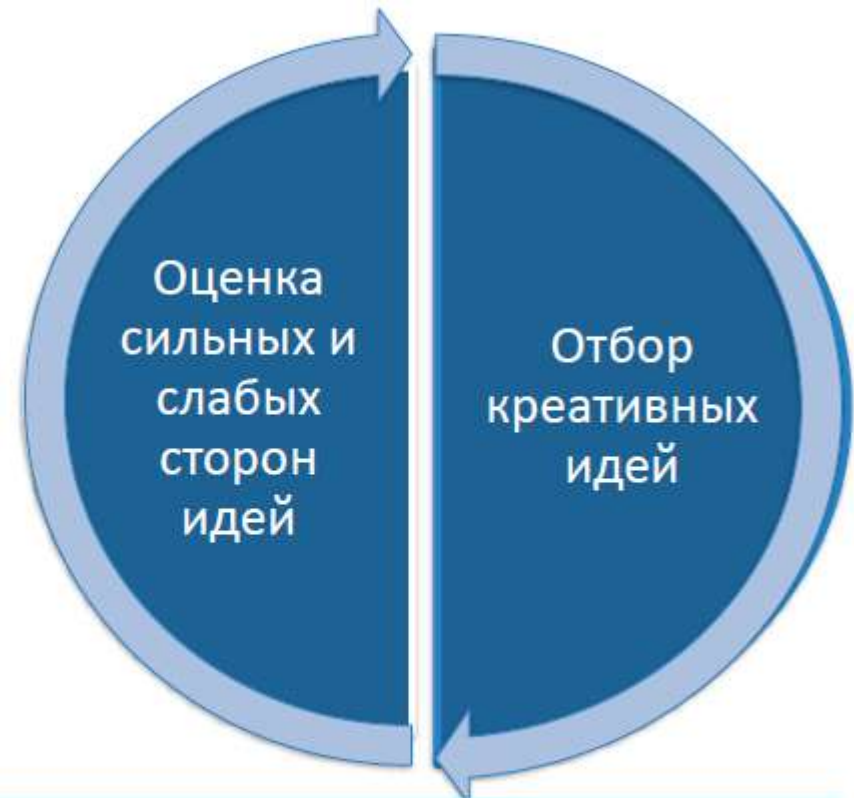 Оценка
сильных и
слабых
сторон
идей
Отбор
креативных
идей